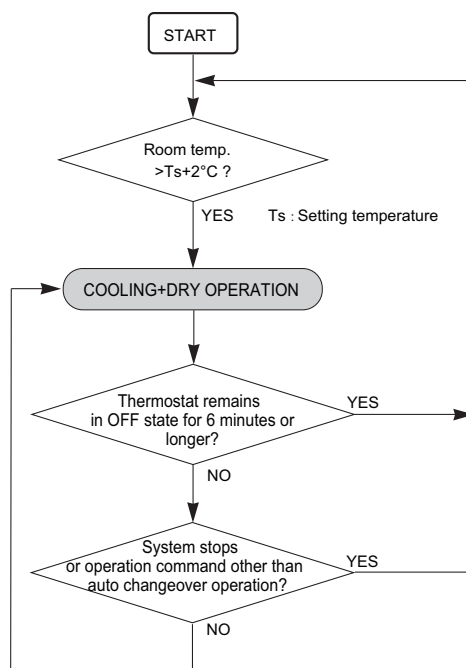 START
Room temp.
>Ts+2°C ?
YES
Ts : Setting temperature
COOLING+DRY OPERATION
Thermostat remains
in OFF state for 6 minutes or
longer?
YES
NO
System stops
or operation command other than
auto changeover operation?
YES
NO